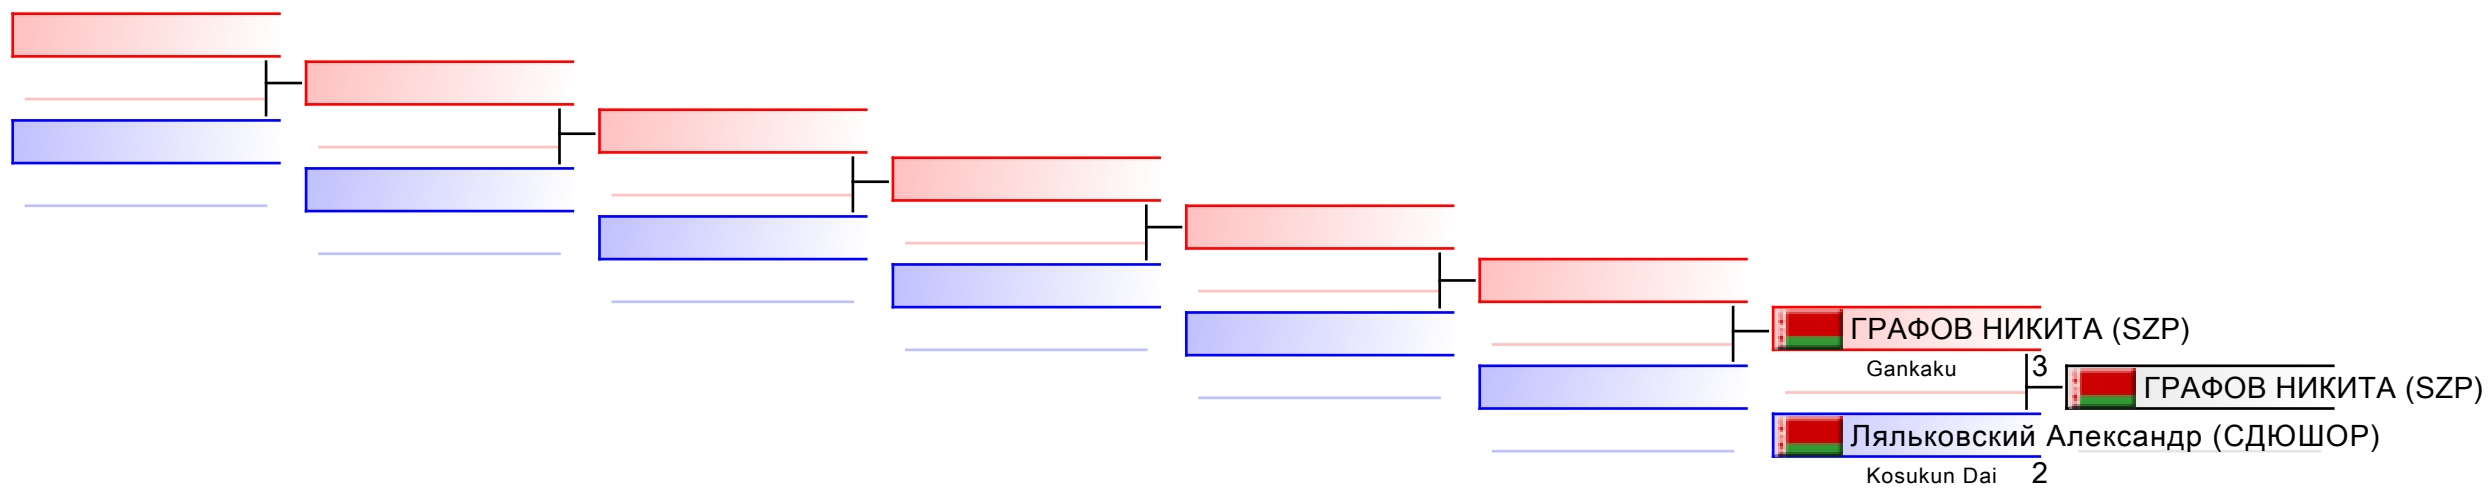 ГРАФОВ НИКИТА (SZP)
Gankaku 3
ГРАФОВ НИКИТА (SZP)
Ляльковский Александр (СДЮШОР)
Kosukun Dai 2